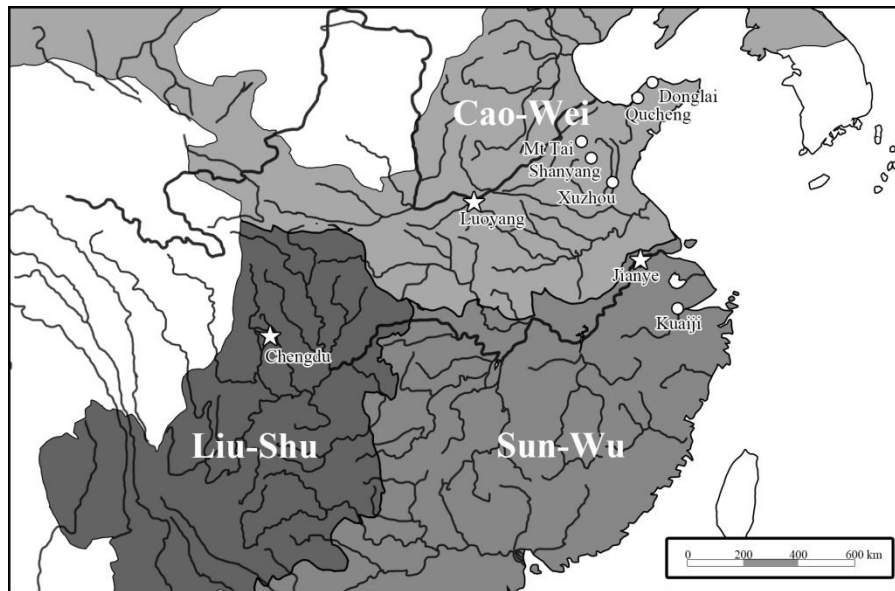 Cao-Wei
Donglai
Qucheng
Mt Tai
Shanyang
Xuzhou
Luoyang
Jianye
Kuaiji
Chengdu
Liu-Shu
Sun-Wu
0 200 400 600 km